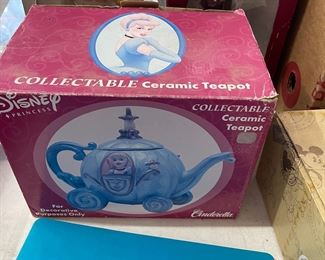 COLLECTABLE Ceramic Teapot
Disney
PRINCESS
COLLECTABLE
Ceramic
Teapot
For
Decorative
Purposes Only
Cinderella